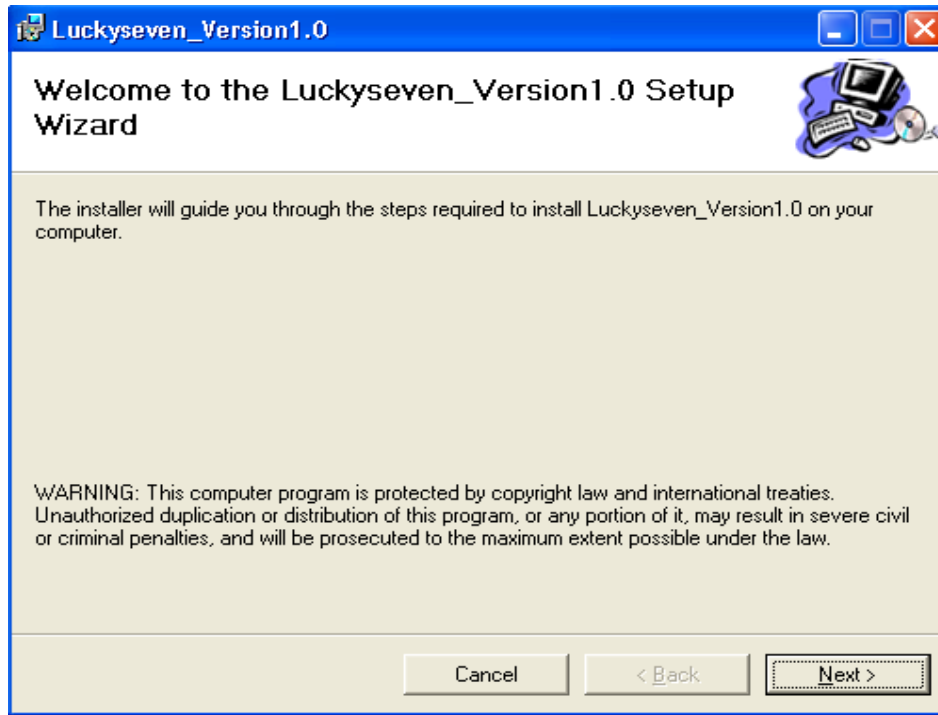 Luckyseven_Version1.0
Welcome to the Luckyseven_Version1.0 Setup
Wizard
The installer will guide you through the steps required to install Luckyseven_Version1.0 on your
computer.
WARNING: This computer program is protected by copyright law and international treaties.
Unauthorized duplication or distribution of this program, or any portion of it, may result in severe civil
or criminal penalties, and will be prosecuted to the maximum extent possible under the law.
Cancel < Back Next >